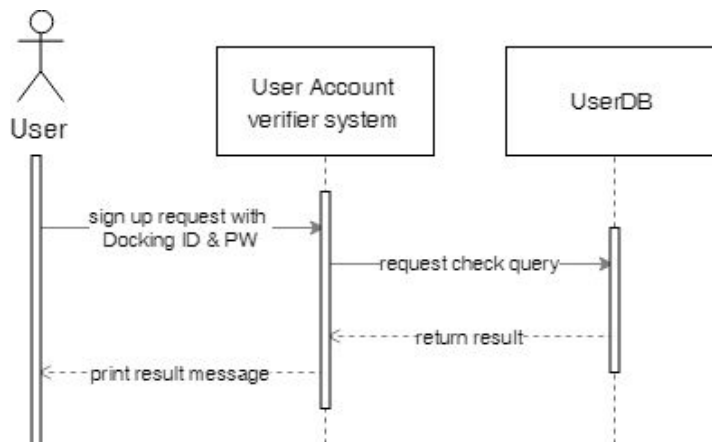 User
User Account
verifier system
UserDB
sign up request with
Docking ID & PW
request check query
return result
print result message